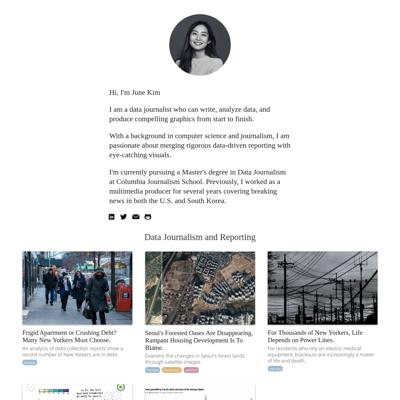 Hi, I'm June Kim
I am a data journalist who can write, analyze data, and
produce compelling graphics from start to finish.
With a background in computer science and journalism, I am
passionate about merging rigorous data-driven reporting with
eye-catching visuals.
I'm currently pursuing a Master's degree in Data Journalism
at Columbia Journalism School. Previously, I worked as a
multimedia producer for several years covering breaking
news in both the U.S. and South Korea.
Data Journalism and Reporting
Frigid Apartment or Crushing Debt?
Many New Yorkers Must Choose.
An analysis of debt collection reports show a
record number of New Yorkers are in debt.
Seoul's Forested Oases Are Disappearing.
Rampant Housing Development Is To
Blame.
Examine the changes in Seoul's forest lands
through satellite images.
For Thousands of New Yorkers, Life
Depends on Power Lines.
For residents who rely on electric medical
equipment, blackouts are increasingly a matter
of life and death.